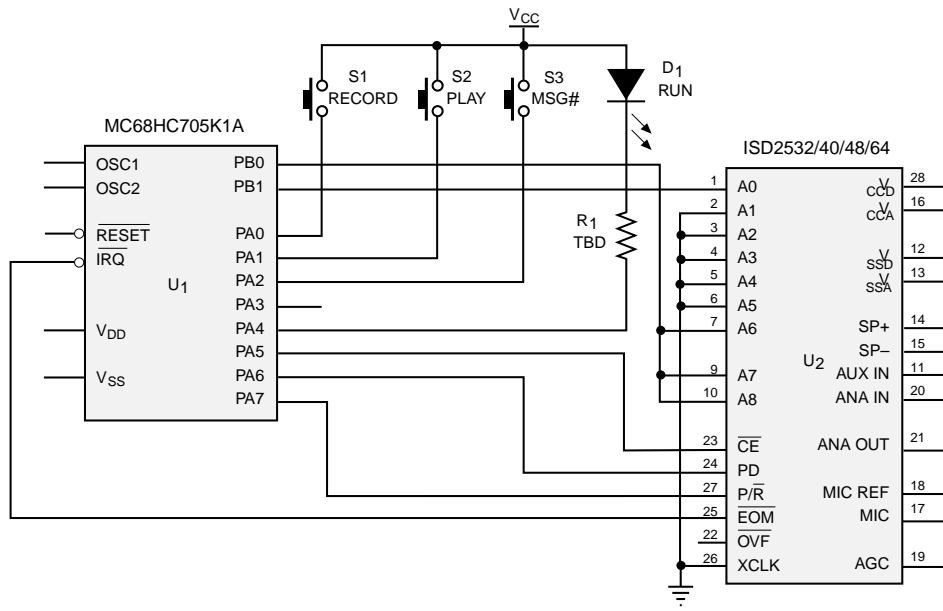 VCC
S1
RECORD
S2
PLAY
S3
MSG#
D1
RUN
MC68HC705K1A
OSC1
OSC2
RESET
IRQ
U1
VDD
VSS
PB0
PB1
PA0
PA1
PA2
PA3
PA4
PA5
PA6
PA7
R1
TBD
ISD2532/40/48/64
1 A0
2 A1
3 A2
4 A3
5 A4
6 A5
7 A6
9 A7
10 A8
23 CE
24 PD
27 P/R
25 EOM
22 OVF
26 XCLK
U2
VCCD 28
VCCA 16
VSSD 12
VSSA 13
SP+ 14
SP– 15
AUX IN 11
ANA IN 20
ANA OUT 21
MIC REF 18
MIC 17
AGC 19